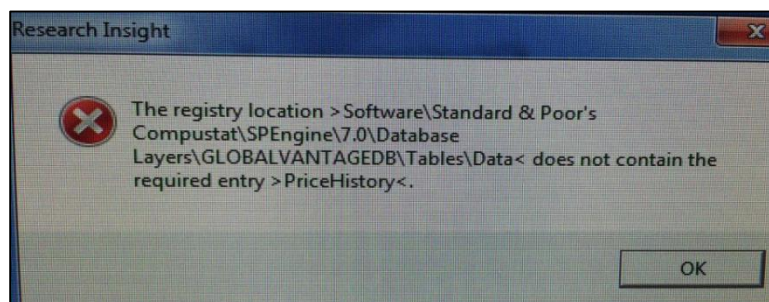 Research Insight
The registry location >Software\Standard & Poor's
Compustat\SPEngine\7.0\Database
Layers\GLOBALVANTAGEDB\Tables\Data< does not contain the
required entry >PriceHistory<.
OK